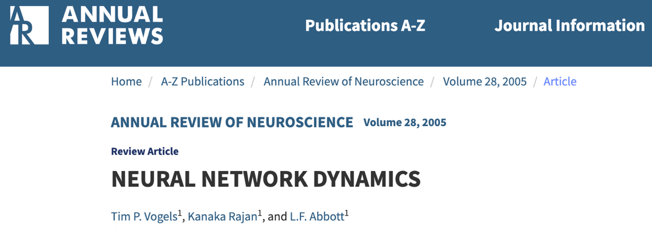 ANNUAL
REVIEWS
AR
Publications A-Z
Journal Information
Home / A-Z Publications / Annual Review of Neuroscience / Volume 28, 2005 / Article
ANNUAL REVIEW OF NEUROSCIENCE Volume 28, 2005
Review Article
NEURAL NETWORK DYNAMICS
Tim P. Vogels1, Kanaka Rajan1, and L.F. Abbott1